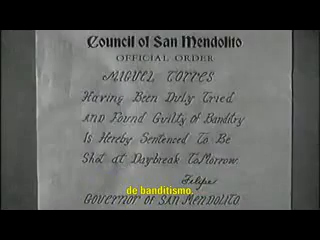 Council of San Mendolito
OFFICIAL ORDER
MIGUEL TORRES
Having Been Duly Tried
AND Found Guilty Of Banditry
Is Hereby Sentenced To Be
Shot at Daybreak ToMorrow.
Felipe
GOVERNOR OF SAN MENDOLITO
de banditismo.